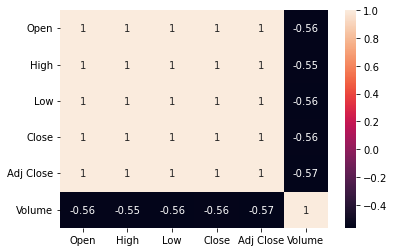 Open 1 1 1 1 1 -0.56
High 1 1 1 1 1 -0.55
Low 1 1 1 1 1 -0.56
Close 1 1 1 1 1 -0.56
Adj Close 1 1 1 1 1 -0.57
Volume -0.56 -0.55 -0.56 -0.56 -0.57 1
Open High Low Close Adj Close Volume
1.0
0.8
0.6
0.4
0.2
0.0
-0.2
-0.4